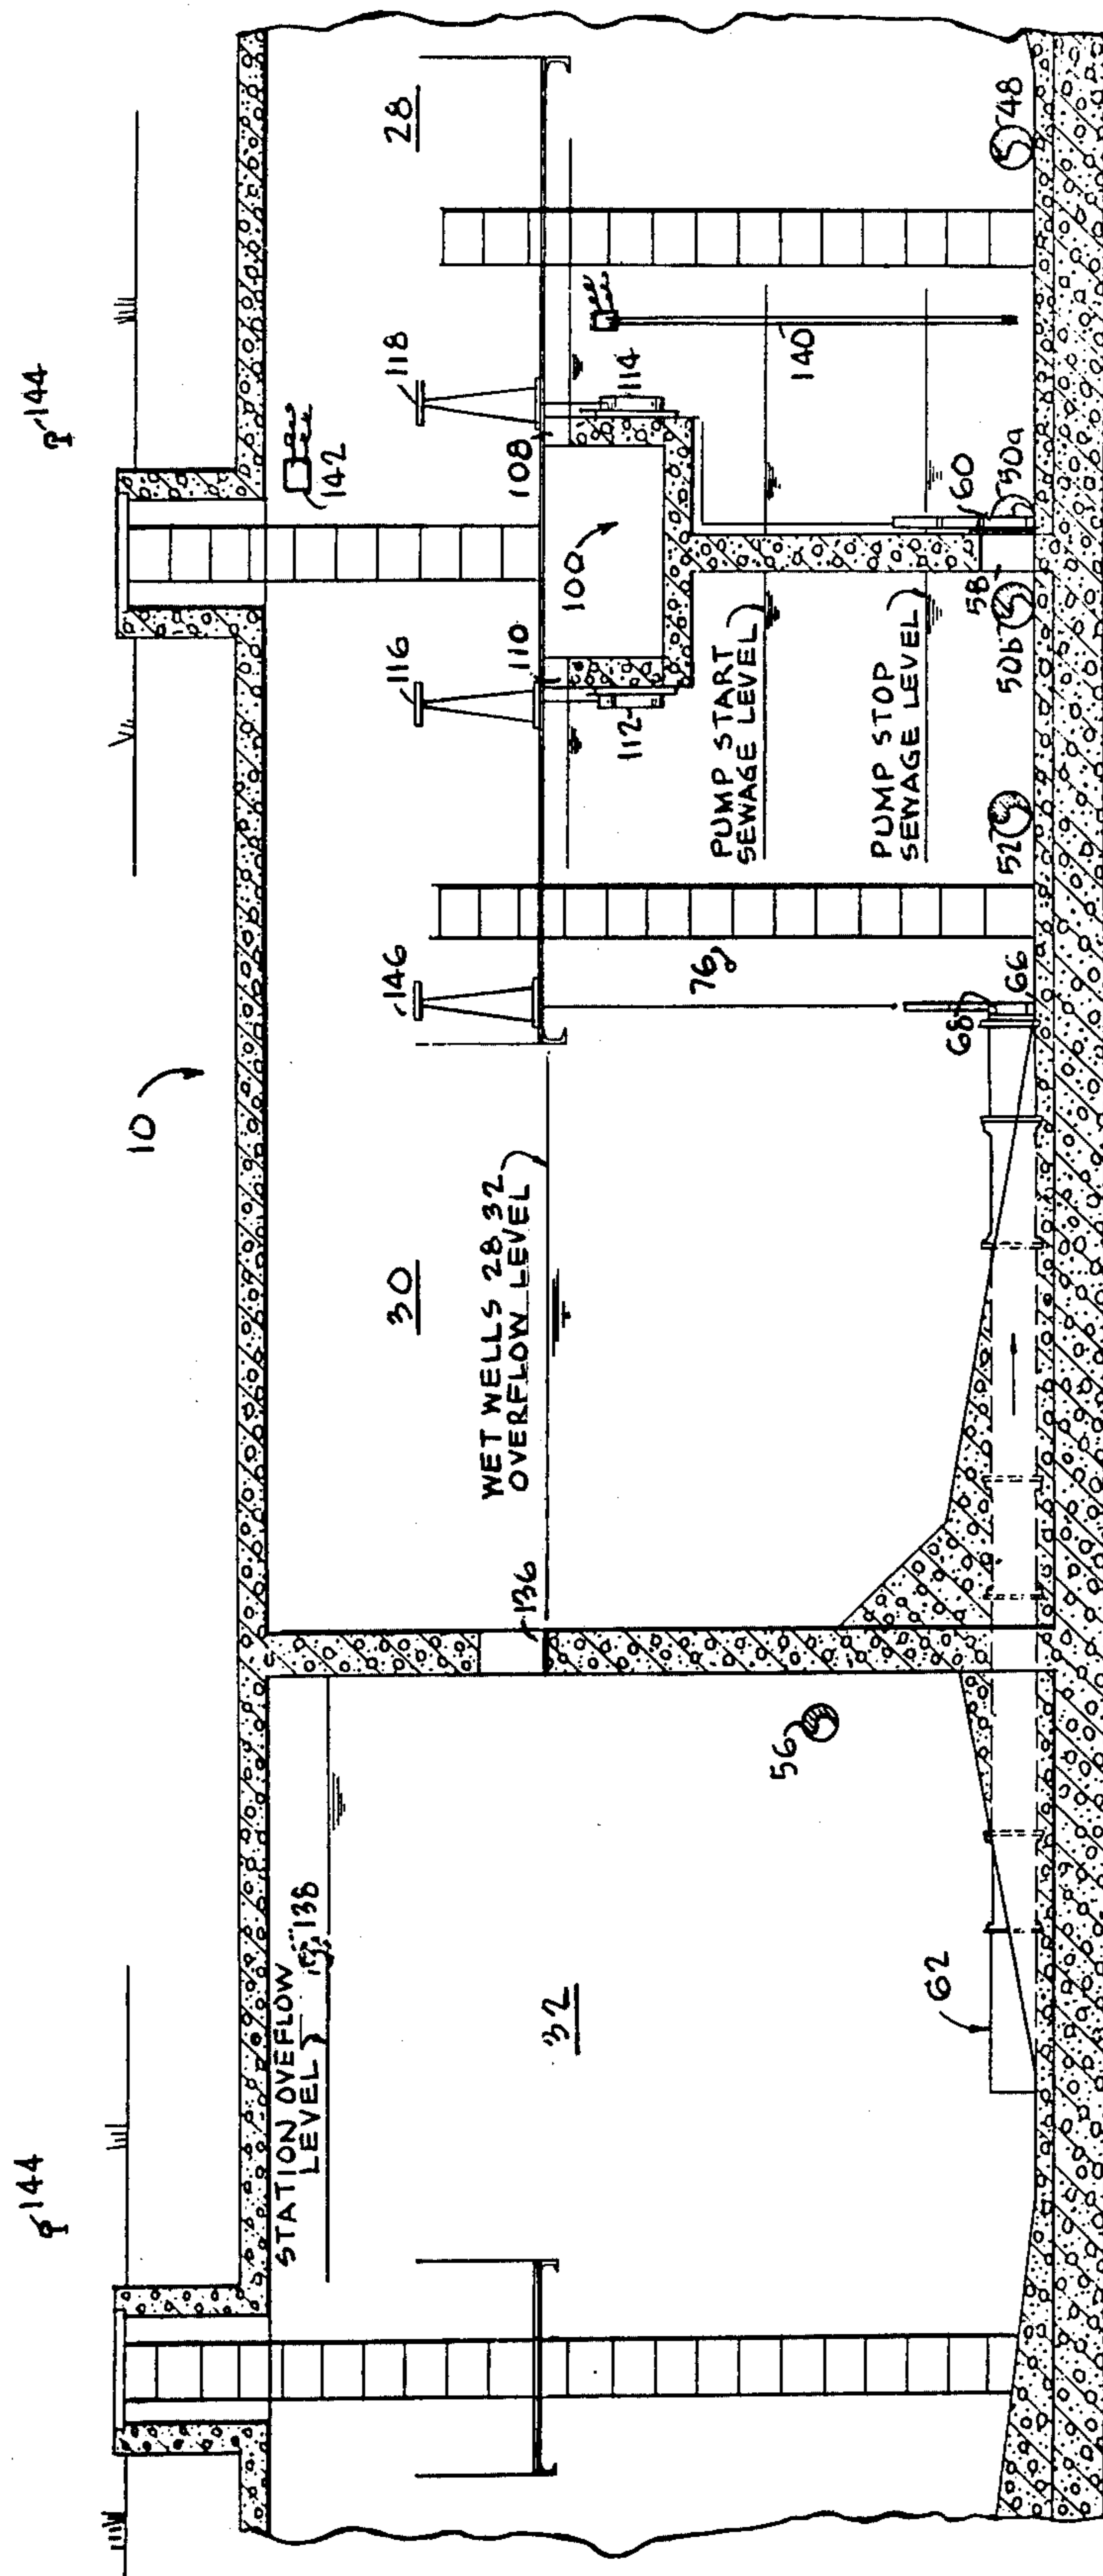 144
144
10
STATION OVEFLOW
LEVEL
138
32
56
62
136
30
WET WELLS 28, 32
OVERFLOW LEVEL
146
76
68
66
116
110
112
100
108
118
114
142
28
PUMP START
SEWAGE LEVEL
PUMP STOP
SEWAGE LEVEL
140
52
50b
58
60
50a
48